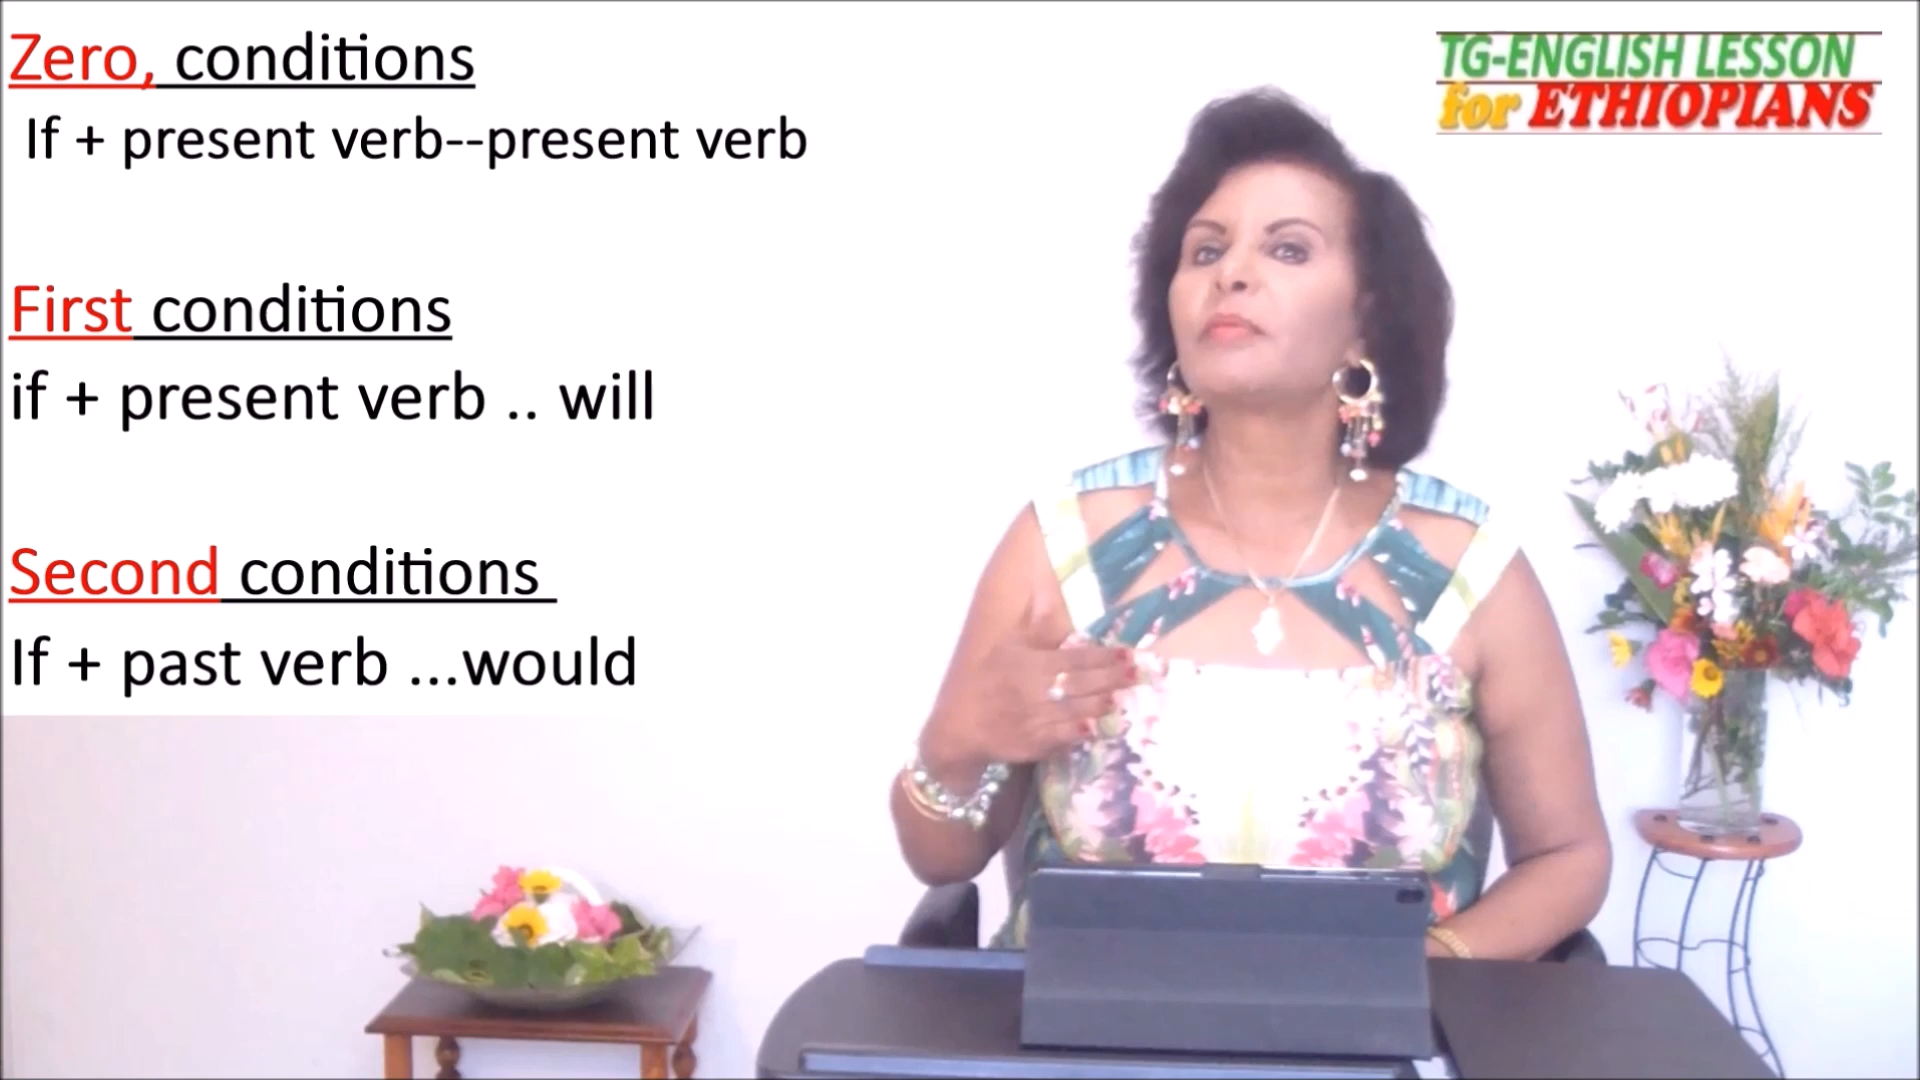 Zero, conditions
If + present verb--present verb
First conditions
if + present verb .. will
Second conditions
If + past verb ...would
TG-ENGLISH LESSON
for ETHIOPIANS